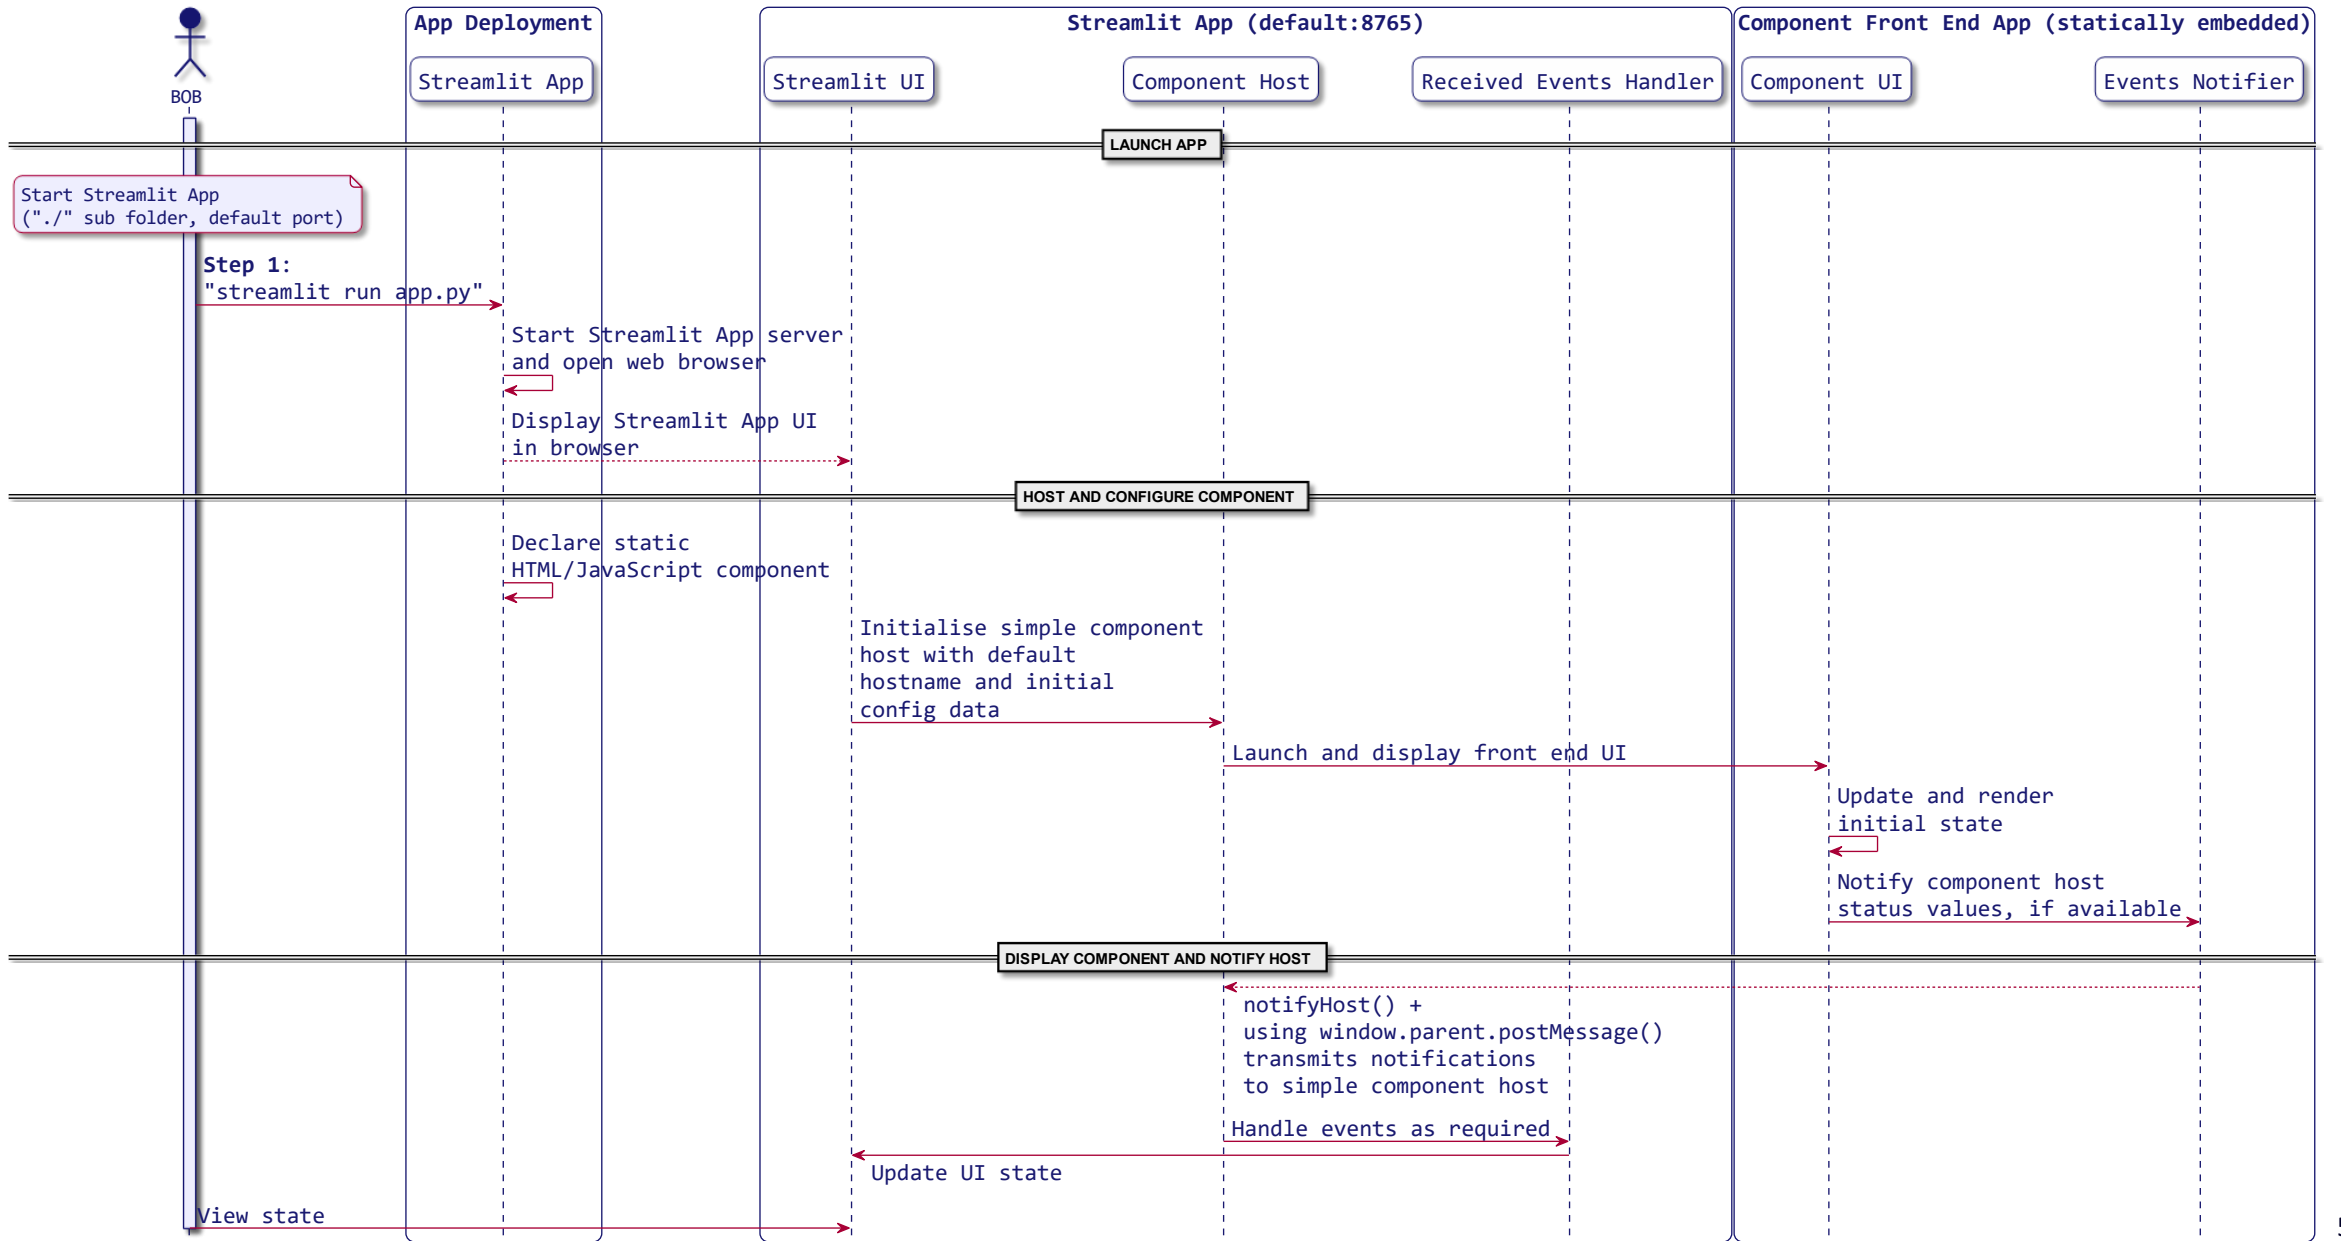 App Deployment
Streamlit App (default:8765)
Component Front End App (statically embedded)
BOB
Streamlit App
Streamlit UI
Component Host
Received Events Handler
Component UI
Events Notifier
LAUNCH APP
Start Streamlit App
("./" sub folder, default port)
Step 1:
"streamlit run app.py"
Start Streamlit App server
and open web browser
Display Streamlit App UI
in browser
HOST AND CONFIGURE COMPONENT
Declare static
HTML/JavaScript component
Initialise simple component
host with default
hostname and initial
config data
Launch and display front end UI
Update and render
initial state
Notify component host
status values, if available
DISPLAY COMPONENT AND NOTIFY HOST
notifyHost() +
using window.parent.postMessage()
transmits notifications
to simple component host
Handle events as required
Update UI state
View state